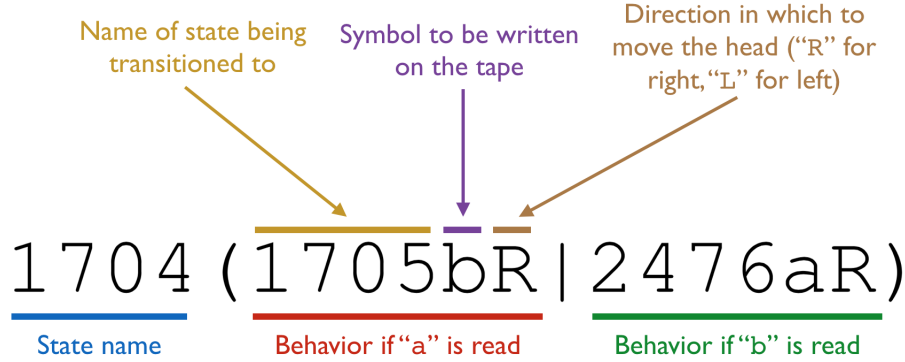 Name of state being
transitioned to
Symbol to be written
on the tape
Direction in which to
move the head (“R” for
right, “L” for left)
1704(1705bR|2476aR)
State name
Behavior if “a” is read
Behavior if “b” is read